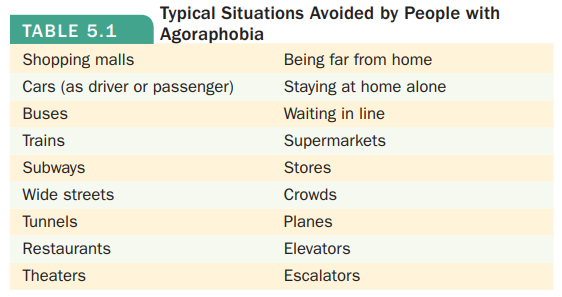 TABLE 5.1
Typical Situations Avoided by People with
Agoraphobia
Shopping malls Being far from home
Cars (as driver or passenger) Staying at home alone
Buses Waiting in line
Trains Supermarkets
Subways Stores
Wide streets Crowds
Tunnels Planes
Restaurants Elevators
Theaters Escalators